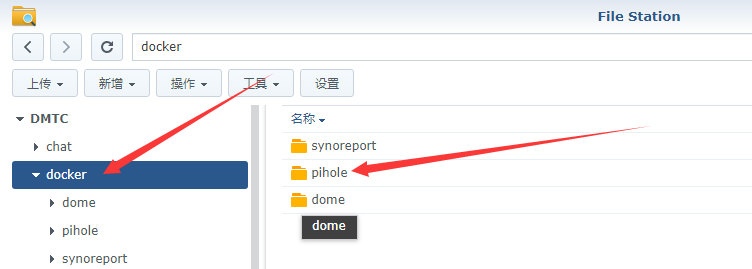 File Station
docker
上传 新增 操作 工具 设置
DMTC
chat
docker
dome
pihole
synoreport
名称
synoreport
pihole
dome
dome